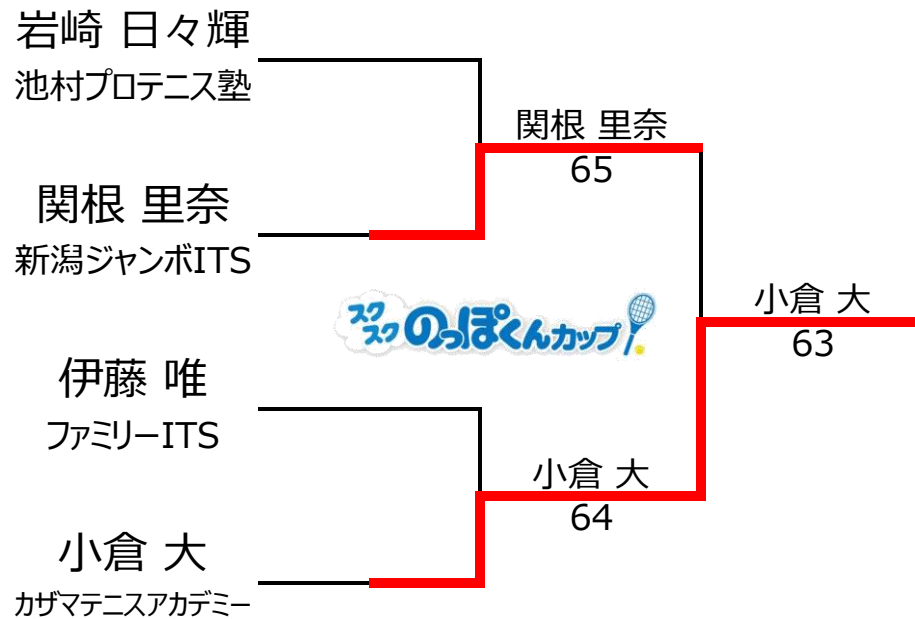 岩崎 日々輝
池村プロテニス塾
関根 里奈
65
関根 里奈
新潟ジャンボITS
スクスク のっぽくんカップ
小倉 大
63
伊藤 唯
ファミリーITS
小倉 大
64
小倉 大
カザマテニスアカデミー